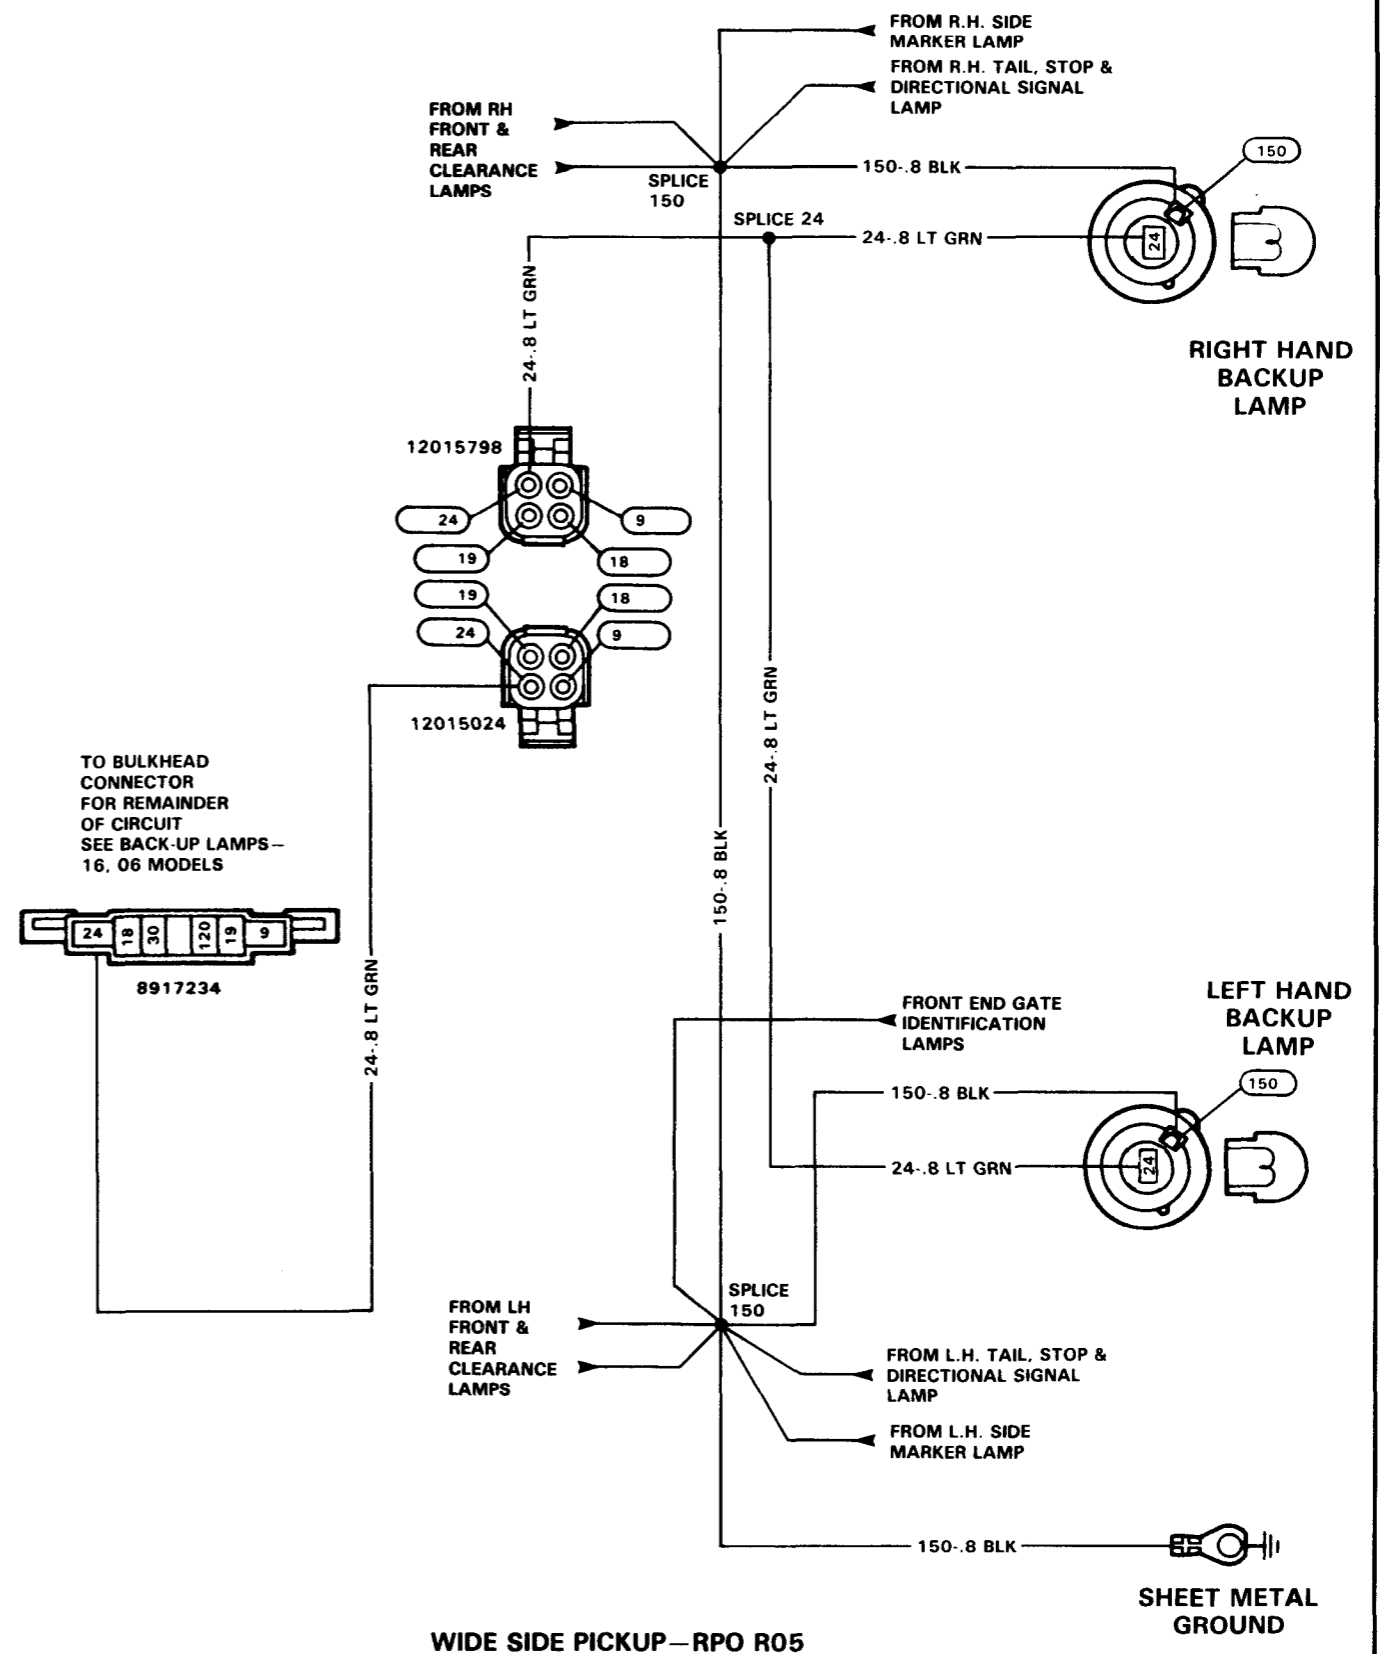 FROM R.H. SIDE
MARKER LAMP
FROM R.H. TAIL, STOP &
DIRECTIONAL SIGNAL
LAMP
FROM RH
FRONT &
REAR
CLEARANCE
LAMPS
SPLICE
150
150-.8 BLK
150
SPLICE 24
24-.8 LT GRN
24
RIGHT HAND
BACKUP
LAMP
24-.8 LT GRN
12015798
24
9
19
18
19
18
24
9
12015024
24-.8 LT GRN
150-.8 BLK
TO BULKHEAD
CONNECTOR
FOR REMAINDER
OF CIRCUIT
SEE BACK-UP LAMPS—
16, 06 MODELS
24
18
30
120
19
9
8917234
24-.8 LT GRN
FRONT END GATE
IDENTIFICATION
LAMPS
LEFT HAND
BACKUP
LAMP
150-.8 BLK
150
24-.8 LT GRN
24
SPLICE
150
FROM LH
FRONT &
REAR
CLEARANCE
LAMPS
FROM L.H. TAIL, STOP &
DIRECTIONAL SIGNAL
LAMP
FROM L.H. SIDE
MARKER LAMP
150-.8 BLK
SHEET METAL
GROUND
WIDE SIDE PICKUP—RPO R05